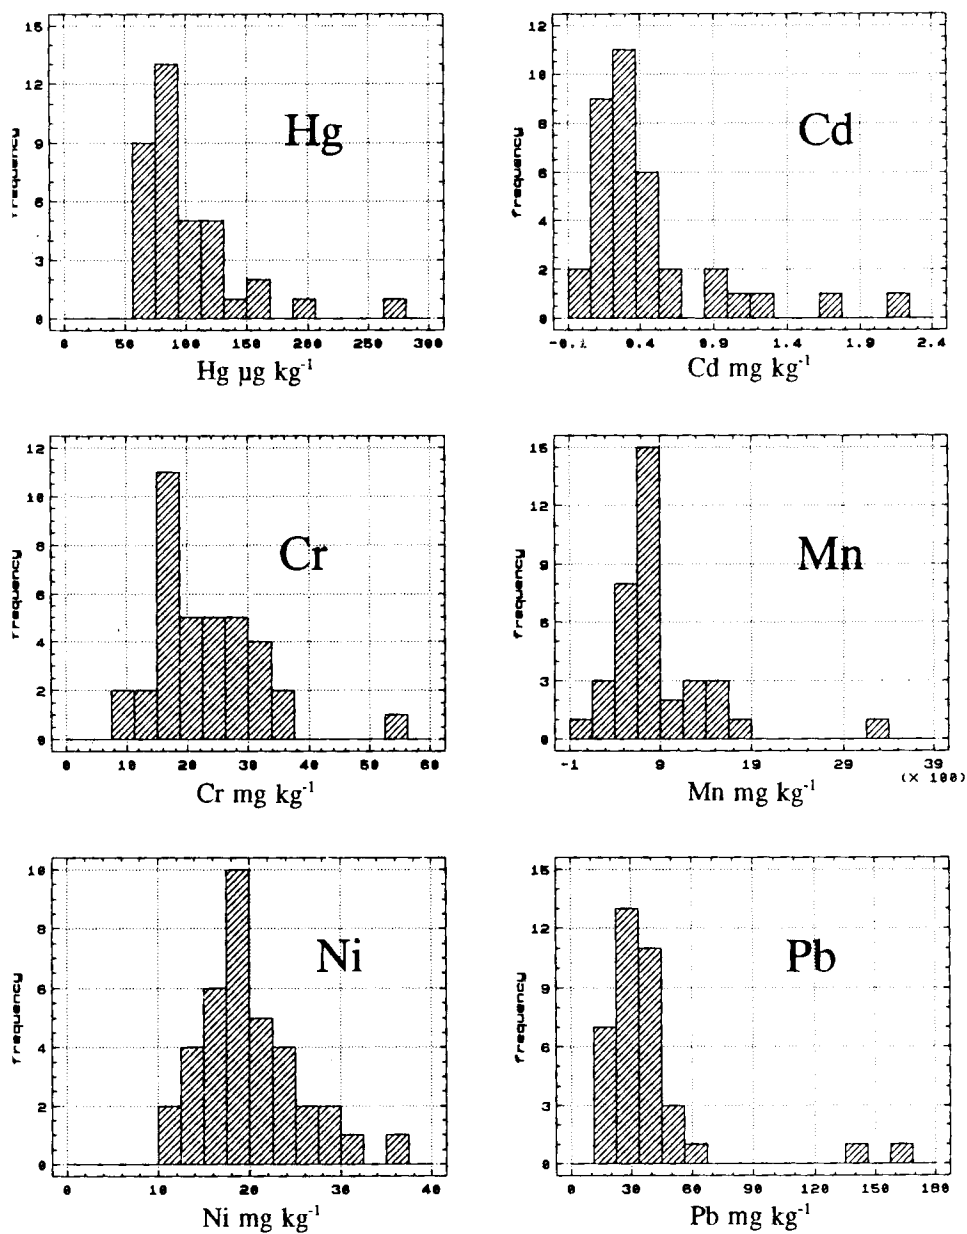 15
12
9
6
3
0
frequency
Hg
0 50 100 150 200 250 300
Hg µg kg⁻¹
12
10
8
6
4
2
0
frequency
Cd
0.4 0.9 1.4 1.9 2.4
Cd mg kg⁻¹
12
10
8
6
4
2
0
frequency
Cr
0 10 20 30 40 50 60
Cr mg kg⁻¹
15
12
9
6
3
0
frequency
Mn
-1 9 19 29 39
(X 100)
Mn mg kg⁻¹
10
8
6
4
2
0
frequency
Ni
0 10 20 30 40
Ni mg kg⁻¹
15
12
9
6
3
0
frequency
Pb
0 30 60 90 120 150 180
Pb mg kg⁻¹